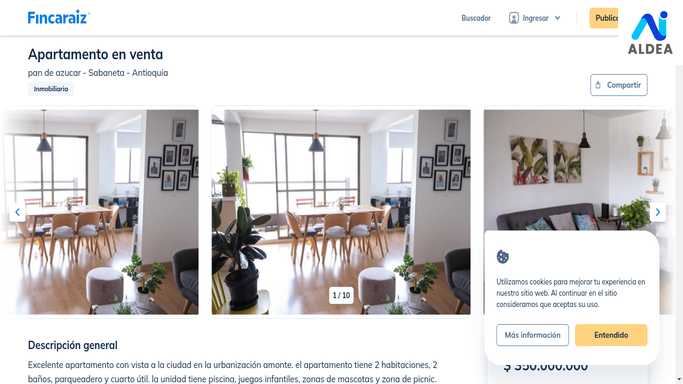 Fincaraiz
Buscador
Ingresar
Publica
ALDEA
Apartamento en venta
pan de azucar - Sabaneta - Antioquia
Inmobiliario
Compartir
1 / 10
Utilizamos cookies para mejorar tu experiencia en
nuestro sitio web. Al continuar en el sitio
consideramos que aceptas su uso.
Más información
Entendido
$ 350.000.000
Descripción general
Excelente apartamento con vista a la ciudad en la urbanización amonte. el apartamento tiene 2 habitaciones, 2
baños, parqueadero y cuarto útil. la unidad tiene piscina, juegos infantiles, zonas de mascotas y zona de picnic.